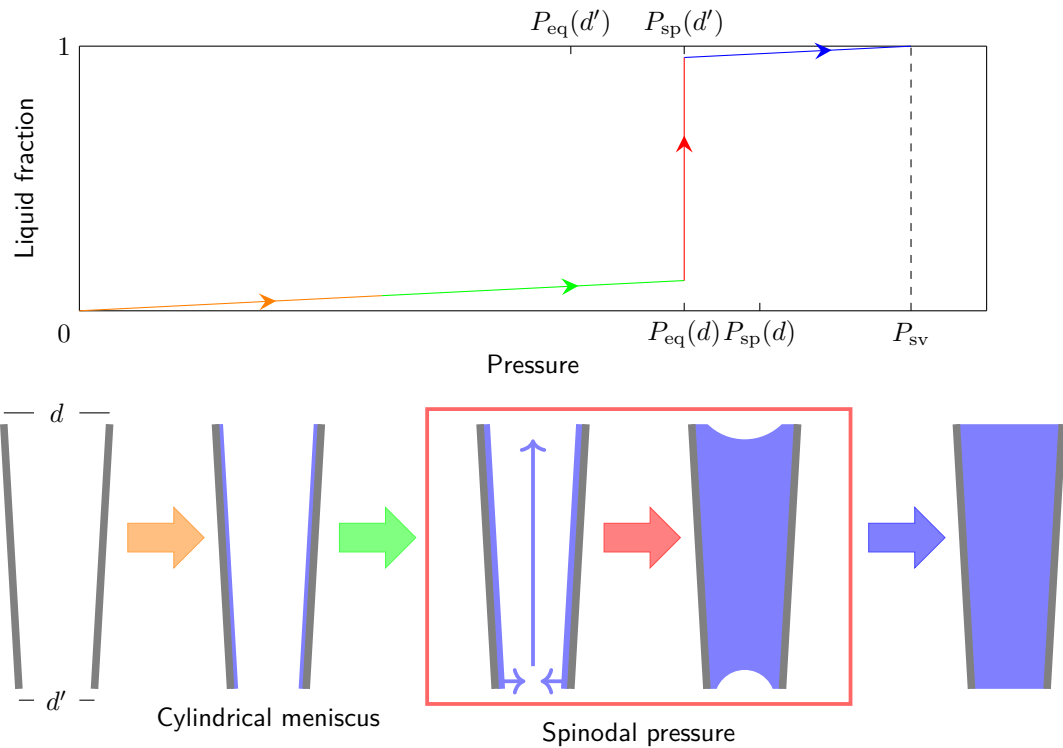 P_eq(d′) P_sp(d′)
1
Liquid fraction
0
P_eq(d) P_sp(d) P_sv
Pressure
d
d′
Cylindrical meniscus
Spinodal pressure